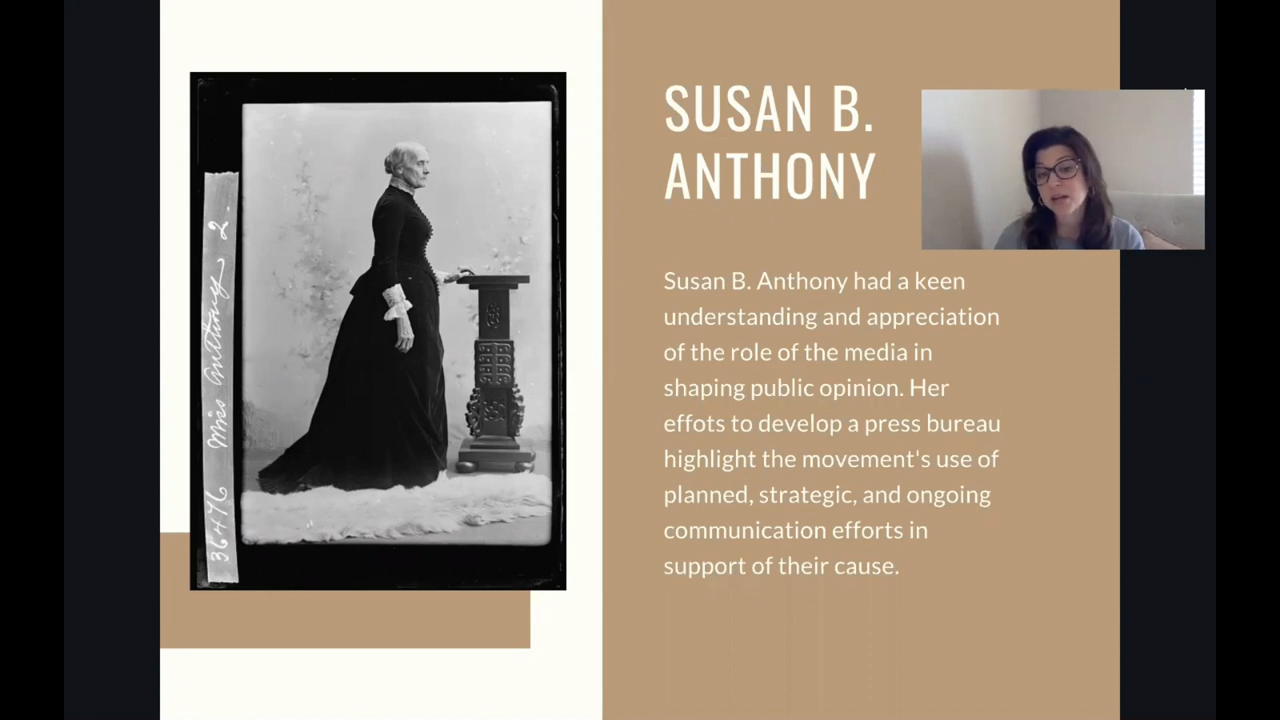 SUSAN B.
ANTHONY
Susan B. Anthony had a keen
understanding and appreciation
of the role of the media in
shaping public opinion. Her
effots to develop a press bureau
highlight the movement's use of
planned, strategic, and ongoing
communication efforts in
support of their cause.
36476 Miss Anthony 2